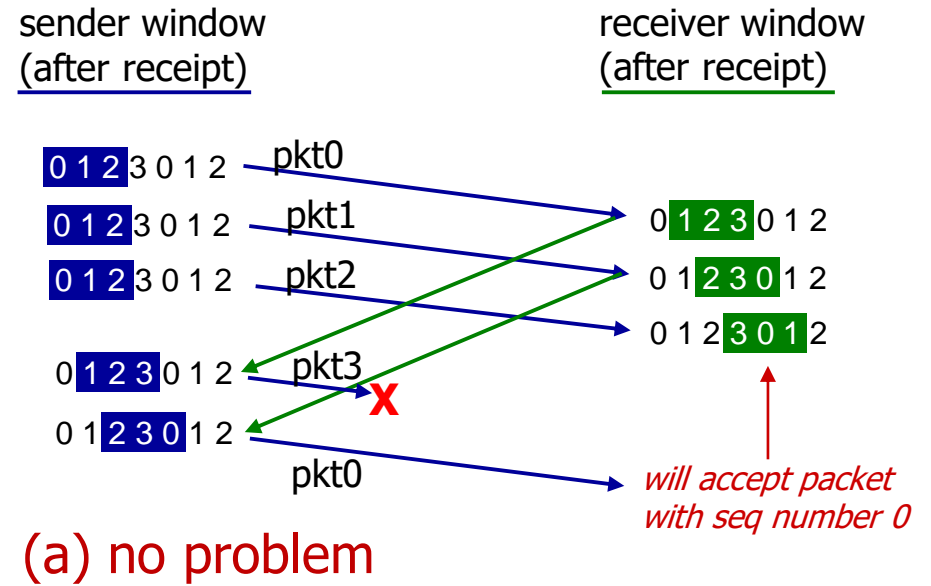 sender window
(after receipt)
receiver window
(after receipt)
0 1 2 3 0 1 2
pkt0
0 1 2 3 0 1 2
pkt1
0 1 2 3 0 1 2
0 1 2 3 0 1 2
pkt2
0 1 2 3 0 1 2
0 1 2 3 0 1 2
0 1 2 3 0 1 2
pkt3
X
0 1 2 3 0 1 2
pkt0
will accept packet
with seq number 0
(a) no problem